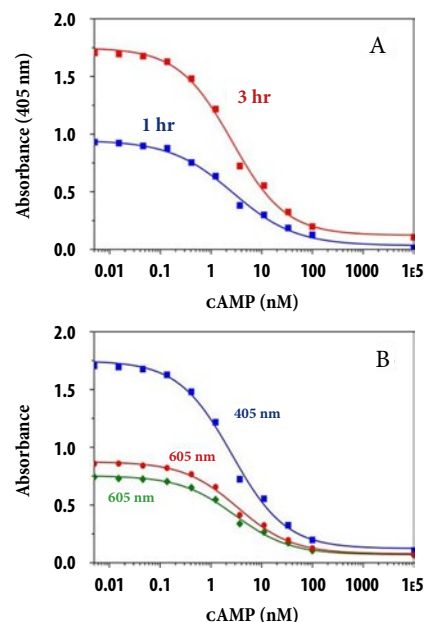 2.0
A
1.5
3 hr
1 hr
1.0
0.5
0.0
Absorbance (405 nm)
0.01 0.1 1 10 100 1000 1E5
cAMP (nM)
2.0
B
1.5
405 nm
1.0
605 nm
605 nm
0.5
0.0
Absorbance
0.01 0.1 1 10 100 1000 1E5
cAMP (nM)